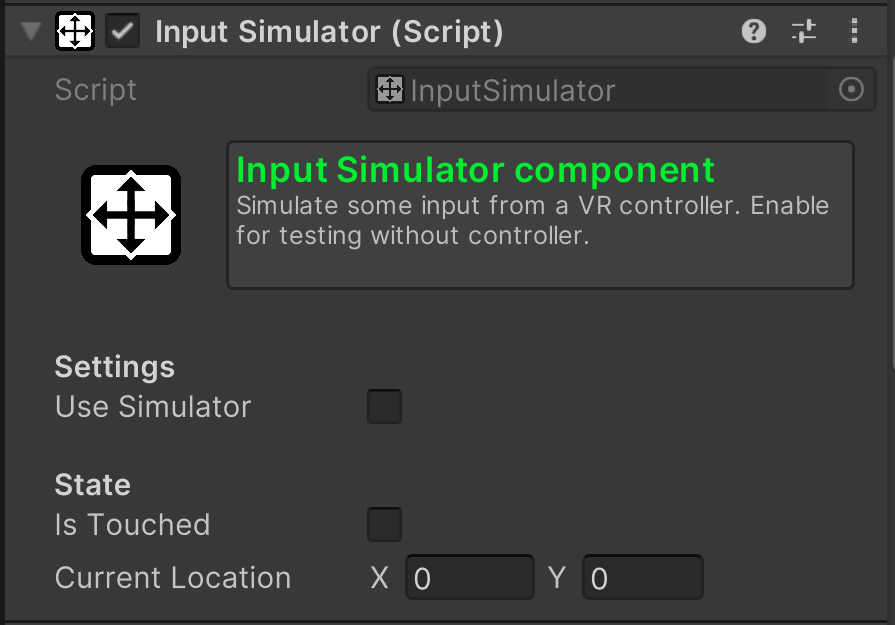 Input Simulator (Script)
Script InputSimulator
Input Simulator component
Simulate some input from a VR controller. Enable
for testing without controller.
Settings
Use Simulator
State
Is Touched
Current Location X 0 Y 0